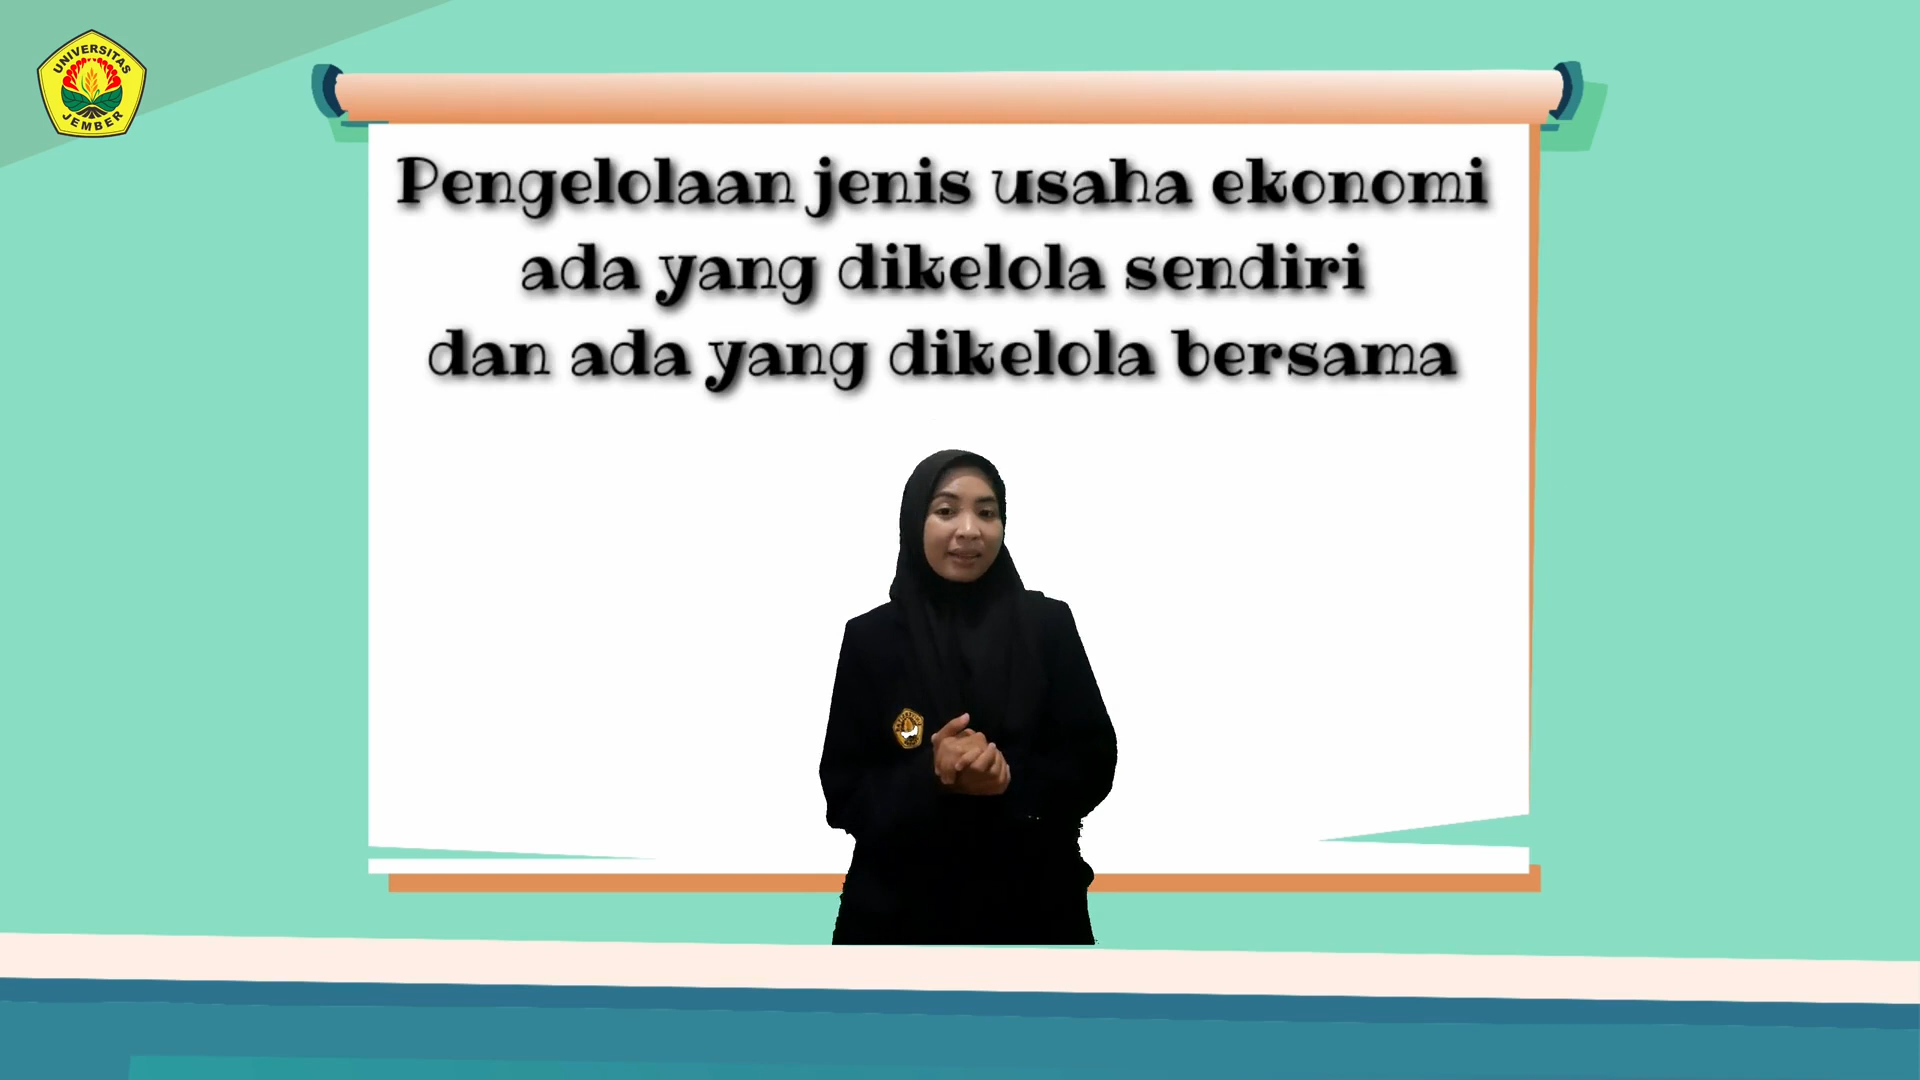 UNIVERSITAS
JEMBER
Pengelolaan jenis usaha ekonomi
ada yang dikelola sendiri
dan ada yang dikelola bersama